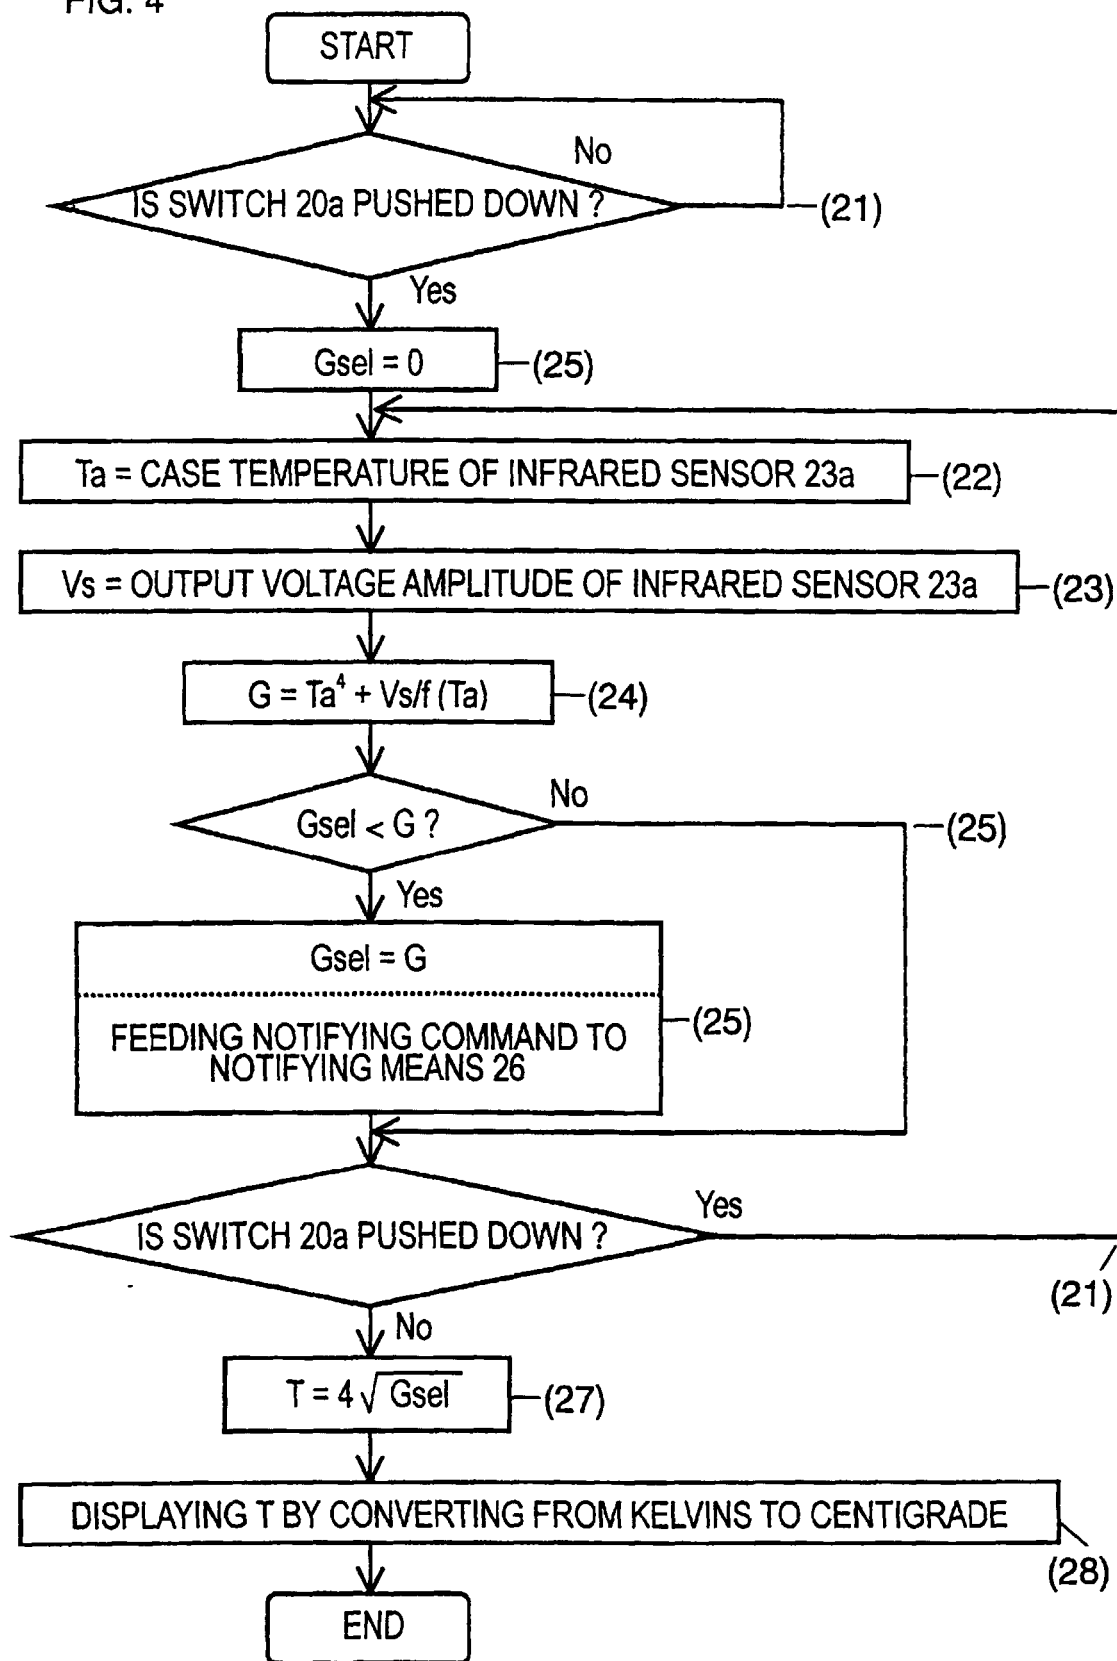 FIG. 4
START
No
IS SWITCH 20a PUSHED DOWN ?
(21)
Yes
Gsel = 0
(25)
Ta = CASE TEMPERATURE OF INFRARED SENSOR 23a
(22)
Vs = OUTPUT VOLTAGE AMPLITUDE OF INFRARED SENSOR 23a
(23)
G = Ta⁴ + Vs/f (Ta)
(24)
No
Gsel < G ?
(25)
Yes
Gsel = G
FEEDING NOTIFYING COMMAND TO
NOTIFYING MEANS 26
(25)
Yes
IS SWITCH 20a PUSHED DOWN ?
(21)
No
T = 4 √Gsel
(27)
DISPLAYING T BY CONVERTING FROM KELVINS TO CENTIGRADE
(28)
END